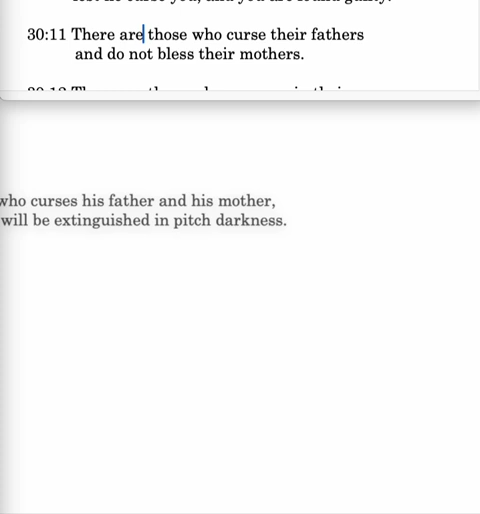 30:11 There are those who curse their fathers
and do not bless their mothers.
who curses his father and his mother,
will be extinguished in pitch darkness.